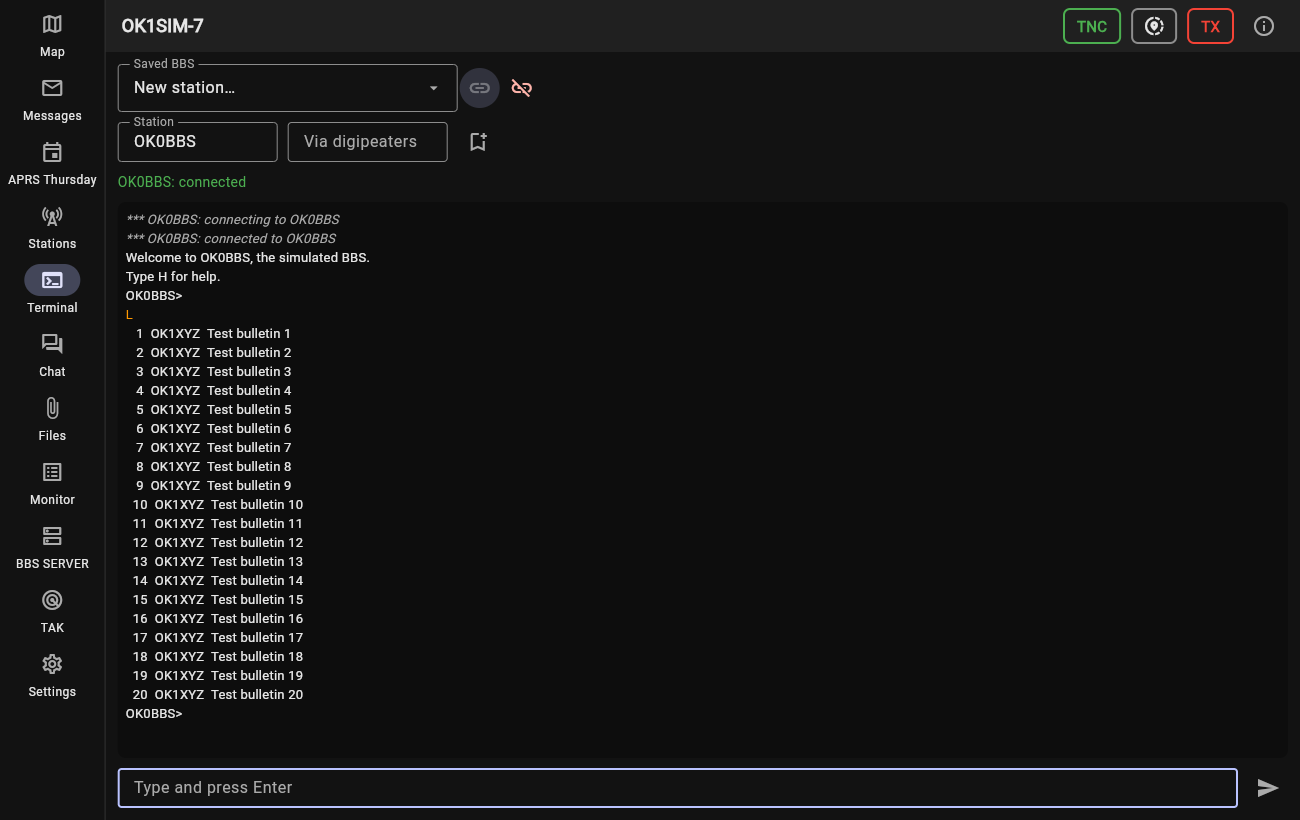 OK1SIM-7
TNC
TX
Map
Messages
APRS Thursday
Stations
Terminal
Chat
Files
Monitor
BBS SERVER
TAK
Settings
Saved BBS
New station…
Station
OK0BBS
Via digipeaters
OK0BBS: connected
*** OK0BBS: connecting to OK0BBS
*** OK0BBS: connected to OK0BBS
Welcome to OK0BBS, the simulated BBS.
Type H for help.
OK0BBS>
L
1 OK1XYZ Test bulletin 1
2 OK1XYZ Test bulletin 2
3 OK1XYZ Test bulletin 3
4 OK1XYZ Test bulletin 4
5 OK1XYZ Test bulletin 5
6 OK1XYZ Test bulletin 6
7 OK1XYZ Test bulletin 7
8 OK1XYZ Test bulletin 8
9 OK1XYZ Test bulletin 9
10 OK1XYZ Test bulletin 10
11 OK1XYZ Test bulletin 11
12 OK1XYZ Test bulletin 12
13 OK1XYZ Test bulletin 13
14 OK1XYZ Test bulletin 14
15 OK1XYZ Test bulletin 15
16 OK1XYZ Test bulletin 16
17 OK1XYZ Test bulletin 17
18 OK1XYZ Test bulletin 18
19 OK1XYZ Test bulletin 19
20 OK1XYZ Test bulletin 20
OK0BBS>
Type and press Enter